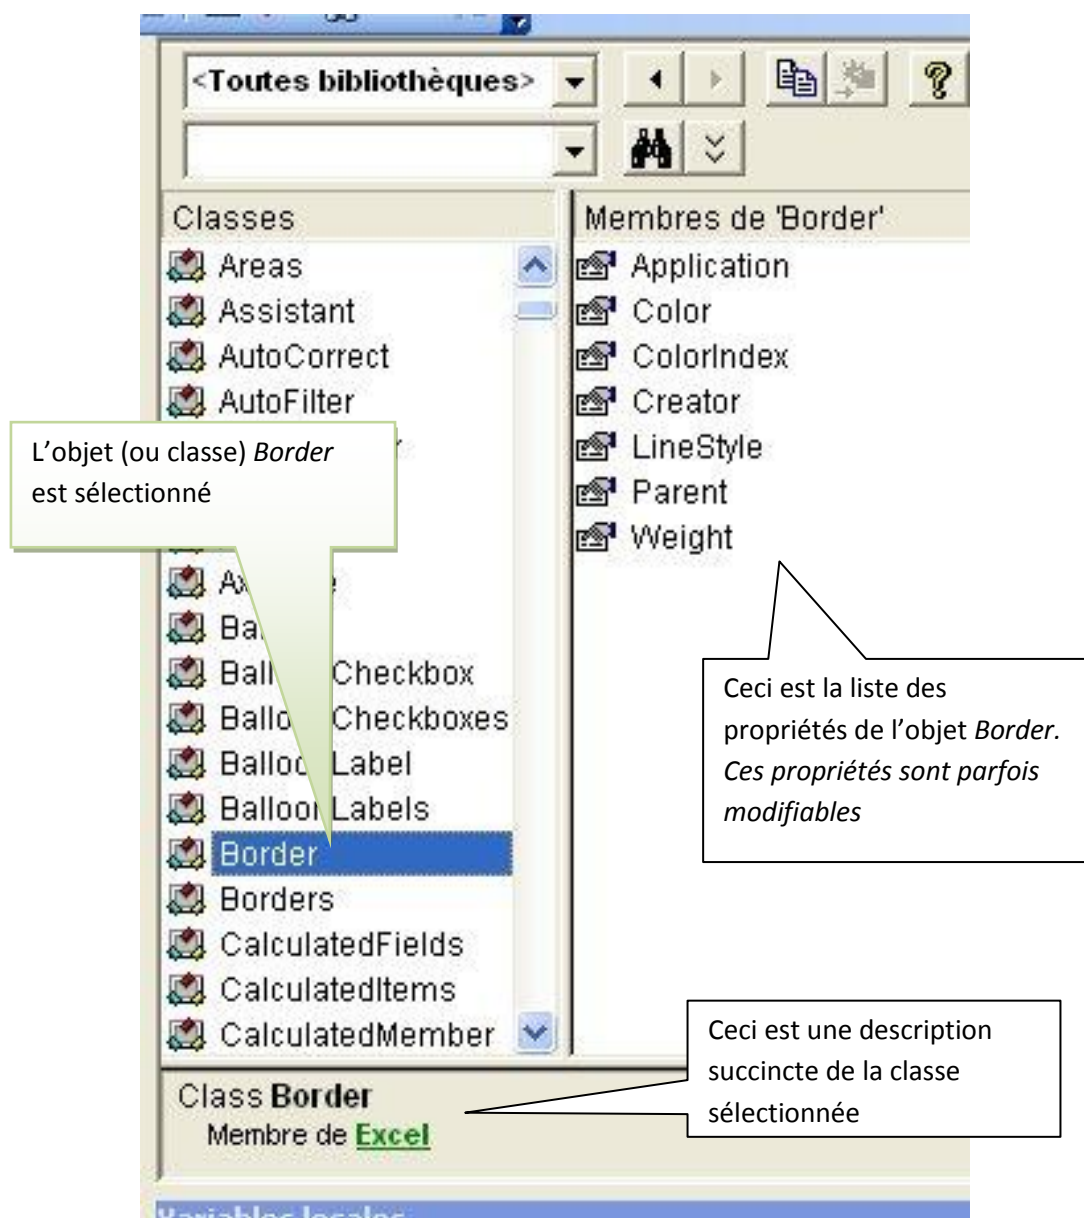 <Toutes bibliothèques>
Classes
Areas
Assistant
AutoCorrect
AutoFilter
L'objet (ou classe) Border
est sélectionné
Checkbox
Checkboxes
Label
Labels
Border
Borders
CalculatedFields
CalculatedItems
CalculatedMember
Membres de 'Border'
Application
Color
ColorIndex
Creator
LineStyle
Parent
Weight
Ceci est la liste des
propriétés de l'objet Border.
Ces propriétés sont parfois
modifiables
Ceci est une description
succincte de la classe
sélectionnée
Class Border
Membre de Excel
Variables locales